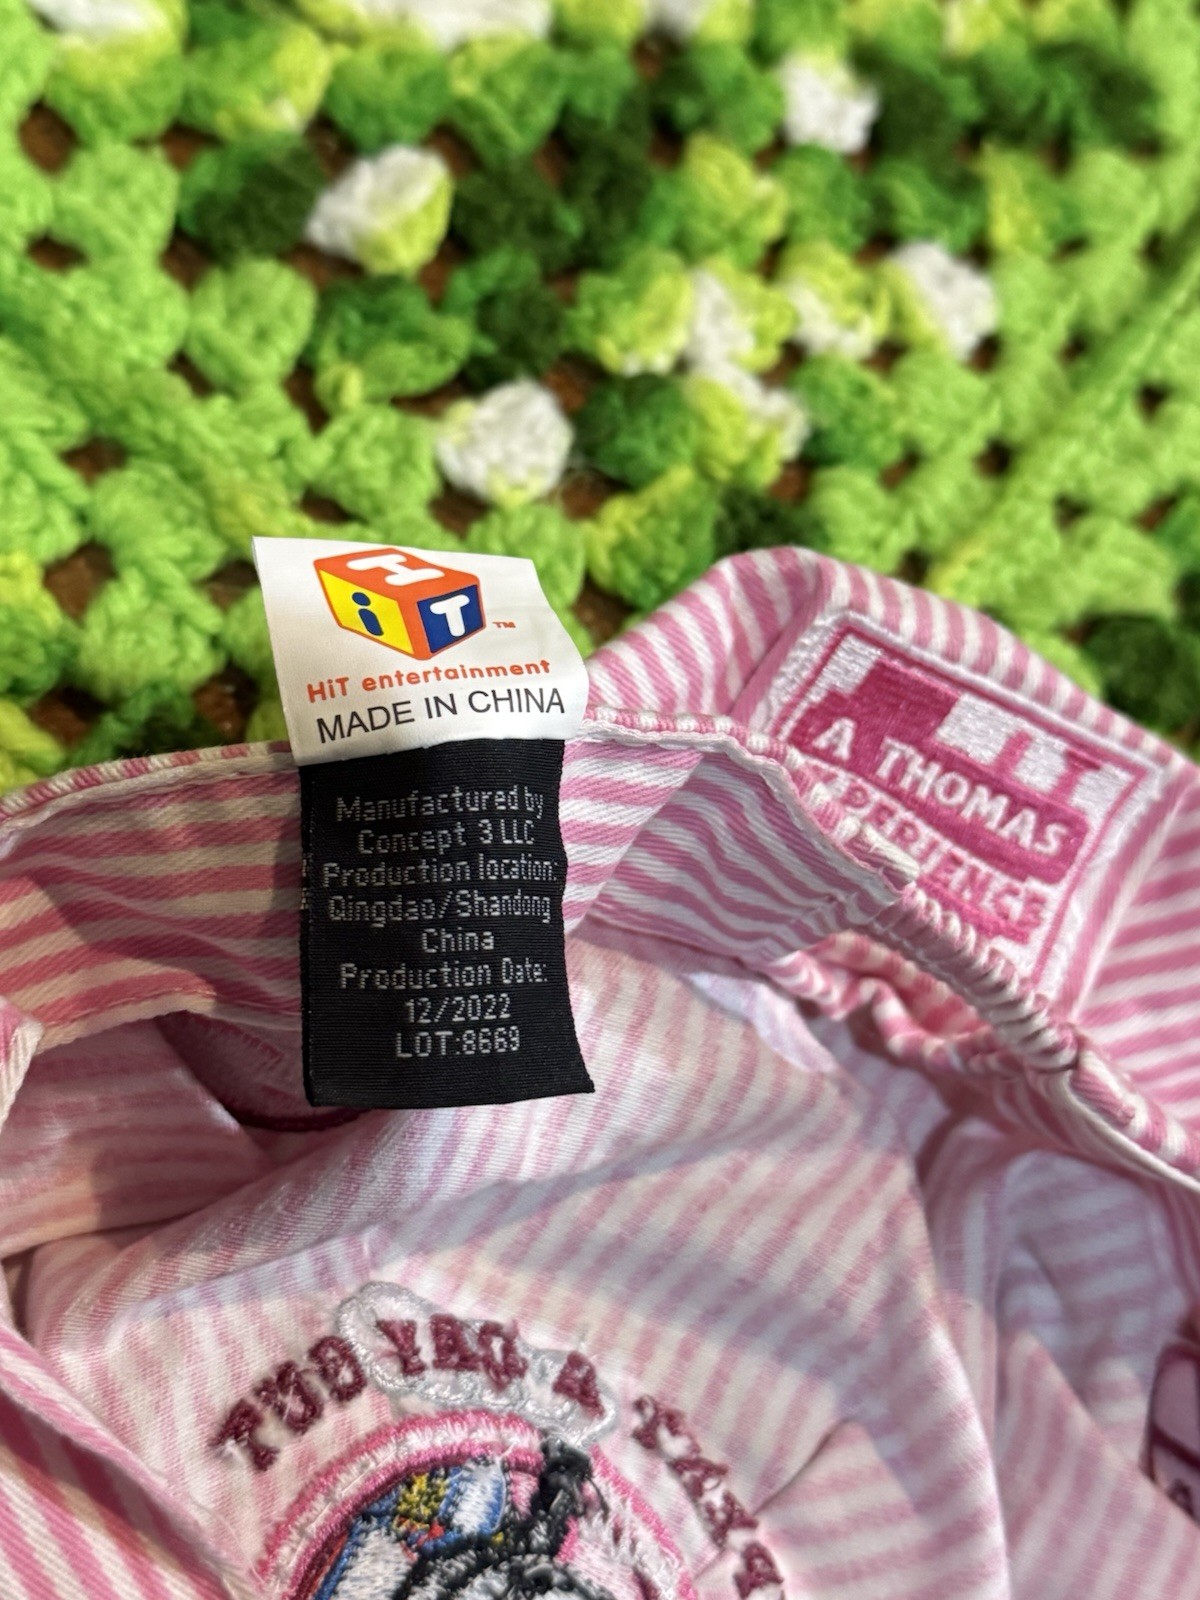 HiT
HiT entertainment
MADE IN CHINA
Manufactured by
Concept 3 LLC
Production location:
Qingdao/Shandong
China
Production Date:
12/2022
LOT:8669
A THOMAS
EXPERIENCE